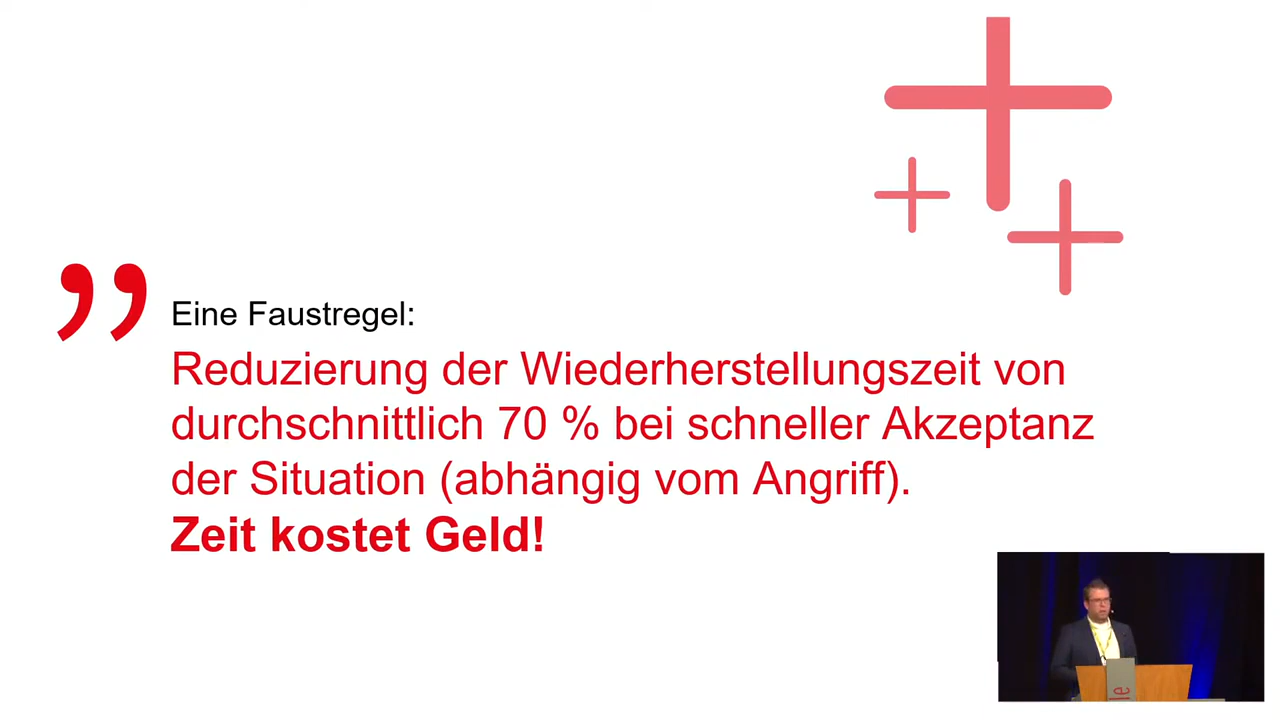 Eine Faustregel:
Reduzierung der Wiederherstellungszeit von
durchschnittlich 70 % bei schneller Akzeptanz
der Situation (abhängig vom Angriff).
Zeit kostet Geld!
le